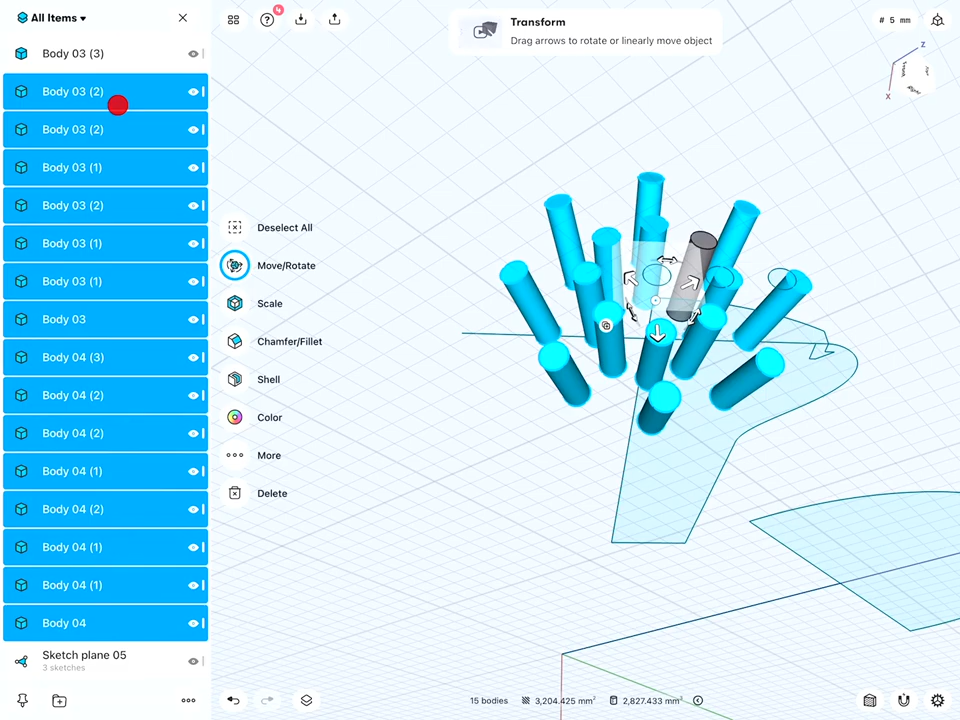 All Items
4
Transform
Drag arrows to rotate or linearly move object
# 5 mm
Z
X
Front
Right
Body 03 (3)
Body 03 (2)
Body 03 (2)
Body 03 (1)
Body 03 (2)
Body 03 (1)
Body 03 (1)
Body 03
Body 04 (3)
Body 04 (2)
Body 04 (2)
Body 04 (1)
Body 04 (2)
Body 04 (1)
Body 04 (1)
Body 04
Sketch plane 05
3 sketches
Deselect All
Move/Rotate
Scale
Chamfer/Fillet
Shell
Color
More
Delete
15 bodies
3,204.425 mm²
2,827.433 mm³